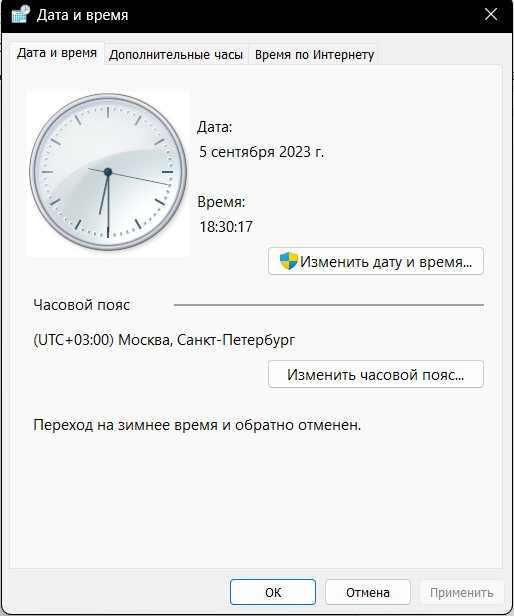 Дата и время
Дата и время
Дополнительные часы
Время по Интернету
Дата:
5 сентября 2023 г.
Время:
18:30:17
Изменить дату и время...
Часовой пояс
(UTC+03:00) Москва, Санкт-Петербург
Изменить часовой пояс...
Переход на зимнее время и обратно отменен.
ОК
Отмена
Применить